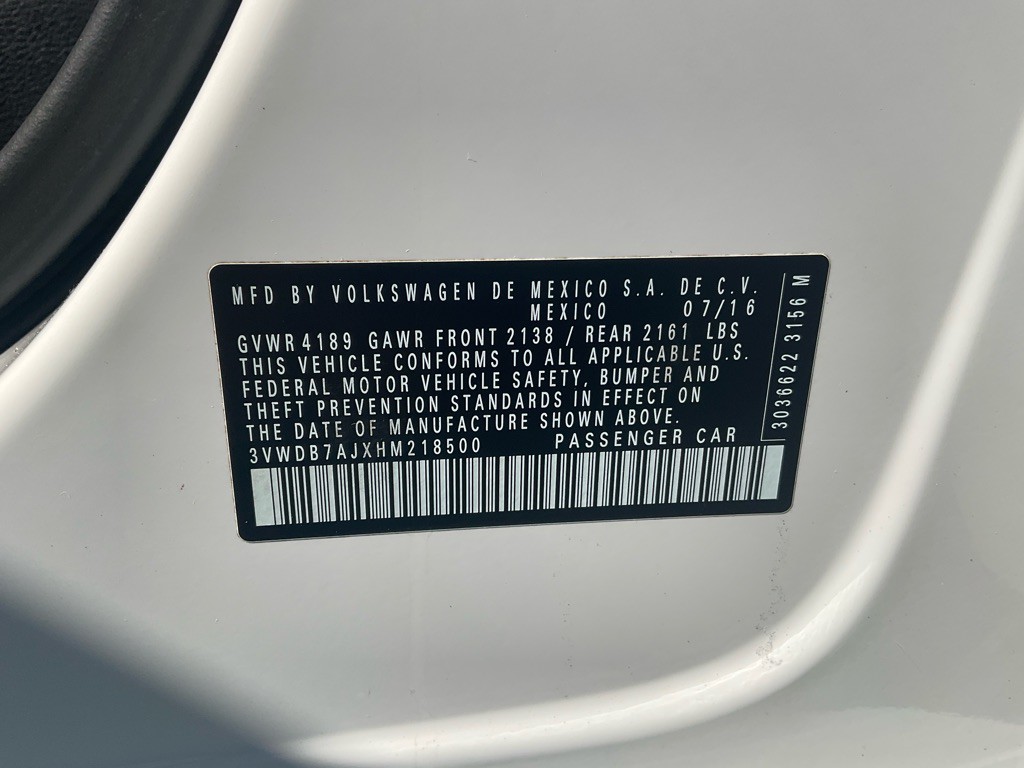 MFD BY VOLKSWAGEN DE MEXICO S.A. DE C.V.
MEXICO 07/16
GVWR 4189 GAWR FRONT 2138 / REAR 2161 LBS
THIS VEHICLE CONFORMS TO ALL APPLICABLE U.S.
FEDERAL MOTOR VEHICLE SAFETY, BUMPER AND
THEFT PREVENTION STANDARDS IN EFFECT ON
THE DATE OF MANUFACTURE SHOWN ABOVE.
3VWDB7AJXHM218500 PASSENGER CAR
3036622 3156 M